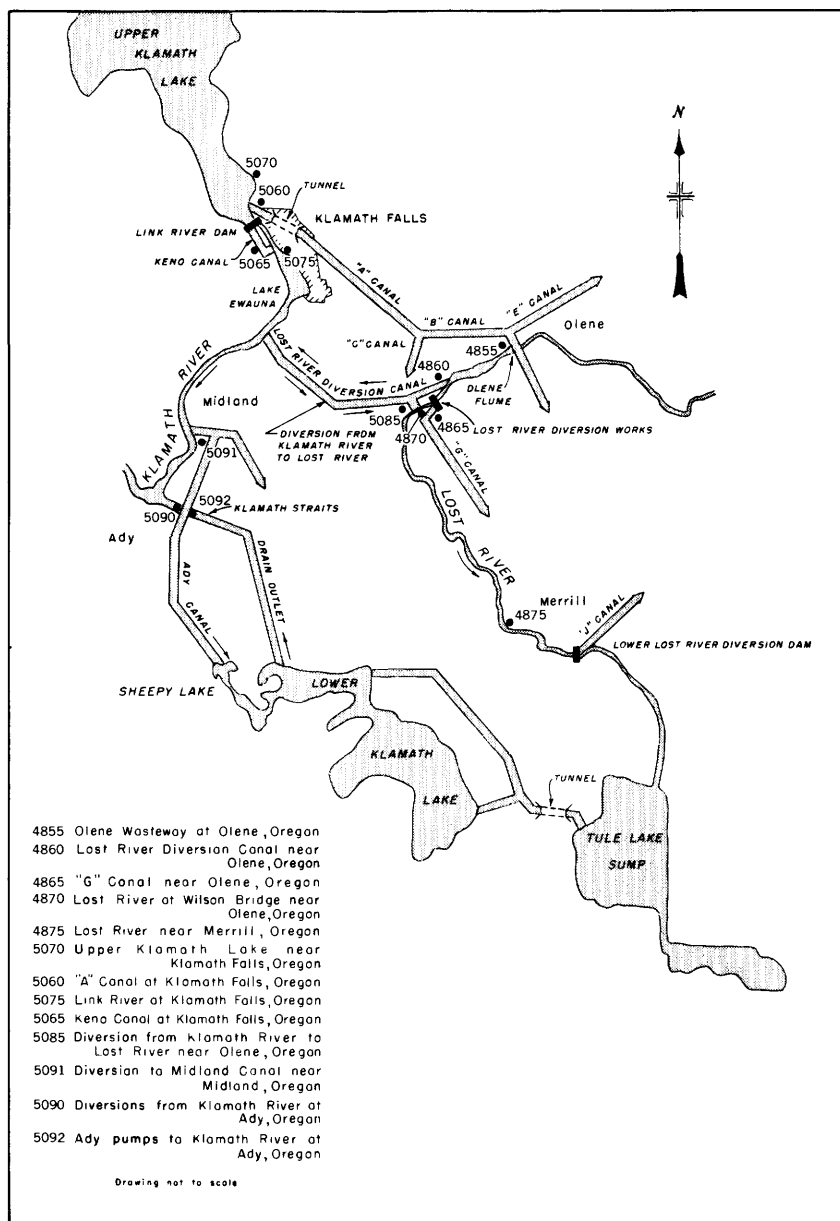 UPPER
KLAMATH
LAKE
N
5070
5060
TUNNEL
KLAMATH FALLS
LINK RIVER DAM
KENO CANAL
5065
5075
"A" CANAL
LAKE
EWAUNA
"B" CANAL
"E" CANAL
Olene
"C" CANAL
4855
4860
OLENE
FLUME
LOST RIVER DIVERSION CANAL
KLAMATH RIVER
Midland
5085
4870
4865
LOST RIVER DIVERSION WORKS
DIVERSION FROM
KLAMATH RIVER
TO LOST RIVER
"G" CANAL
5091
5092
5090
KLAMATH STRAITS
Ady
ADY CANAL
DRAIN OUTLET
LOST RIVER
Merrill
4875
"J" CANAL
LOWER LOST RIVER DIVERSION DAM
SHEEPY LAKE
LOWER
KLAMATH
LAKE
TUNNEL
TULE LAKE
SUMP
4855 Olene Wasteway at Olene, Oregon
4860 Lost River Diversion Canal near
Olene, Oregon
4865 "G" Canal near Olene, Oregon
4870 Lost River at Wilson Bridge near
Olene, Oregon
4875 Lost River near Merrill, Oregon
5070 Upper Klamath Lake near
Klamath Falls, Oregon
5060 "A" Canal at Klamath Falls, Oregon
5075 Link River at Klamath Falls, Oregon
5065 Keno Canal at Klamath Falls, Oregon
5085 Diversion from Klamath River to
Lost River near Olene, Oregon
5091 Diversion to Midland Canal near
Midland, Oregon
5090 Diversions from Klamath River at
Ady, Oregon
5092 Ady pumps to Klamath River at
Ady, Oregon
Drawing not to scale